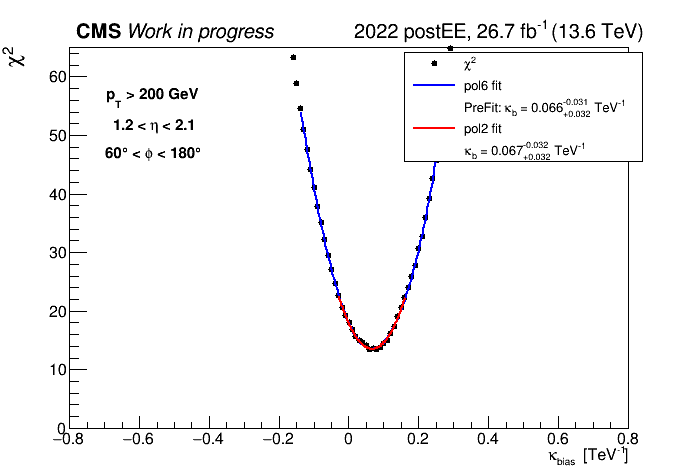 CMS Work in progress
2022 postEE, 26.7 fb⁻¹ (13.6 TeV)
χ²
p_T > 200 GeV
1.2 < η < 2.1
60° < ϕ < 180°
χ²
pol6 fit
PreFit: κ_b = 0.066 -0.031 +0.032 TeV⁻¹
pol2 fit
κ_b = 0.067 -0.032 +0.032 TeV⁻¹
60
50
40
30
20
10
0
−0.8 −0.6 −0.4 −0.2 0 0.2 0.4 0.6 0.8
κ_bias [TeV⁻¹]